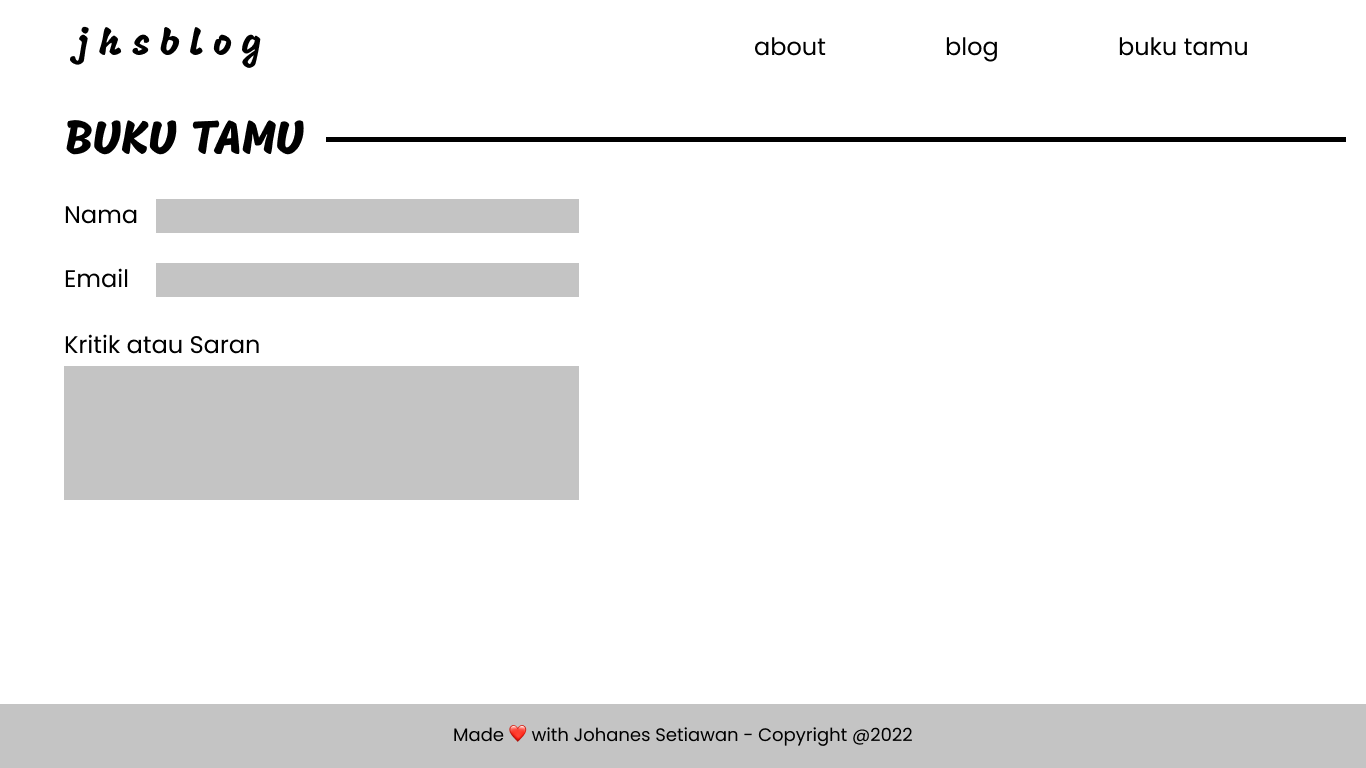 jhsblog
about blog buku tamu
BUKU TAMU
Nama
Email
Kritik atau Saran
Made ❤️ with Johanes Setiawan - Copyright @2022